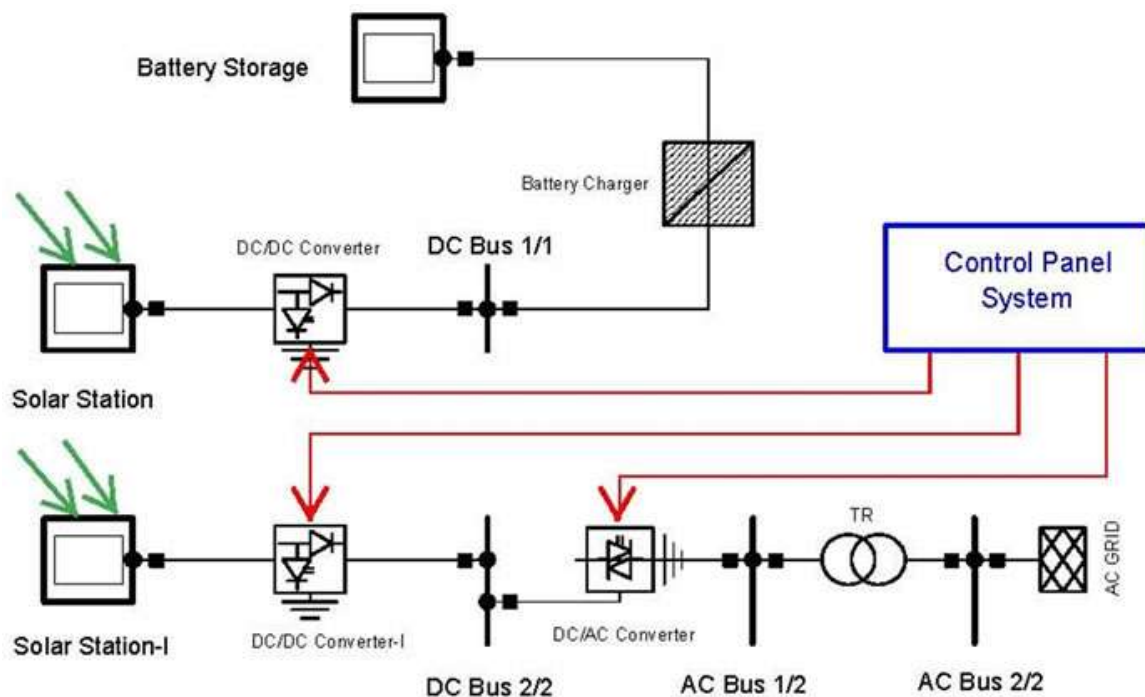 Battery Storage
Battery Charger
DC/DC Converter
DC Bus 1/1
Control Panel
System
Solar Station
TR
AC GRID
Solar Station-I
DC/DC Converter-I
DC/AC Converter
DC Bus 2/2
AC Bus 1/2
AC Bus 2/2